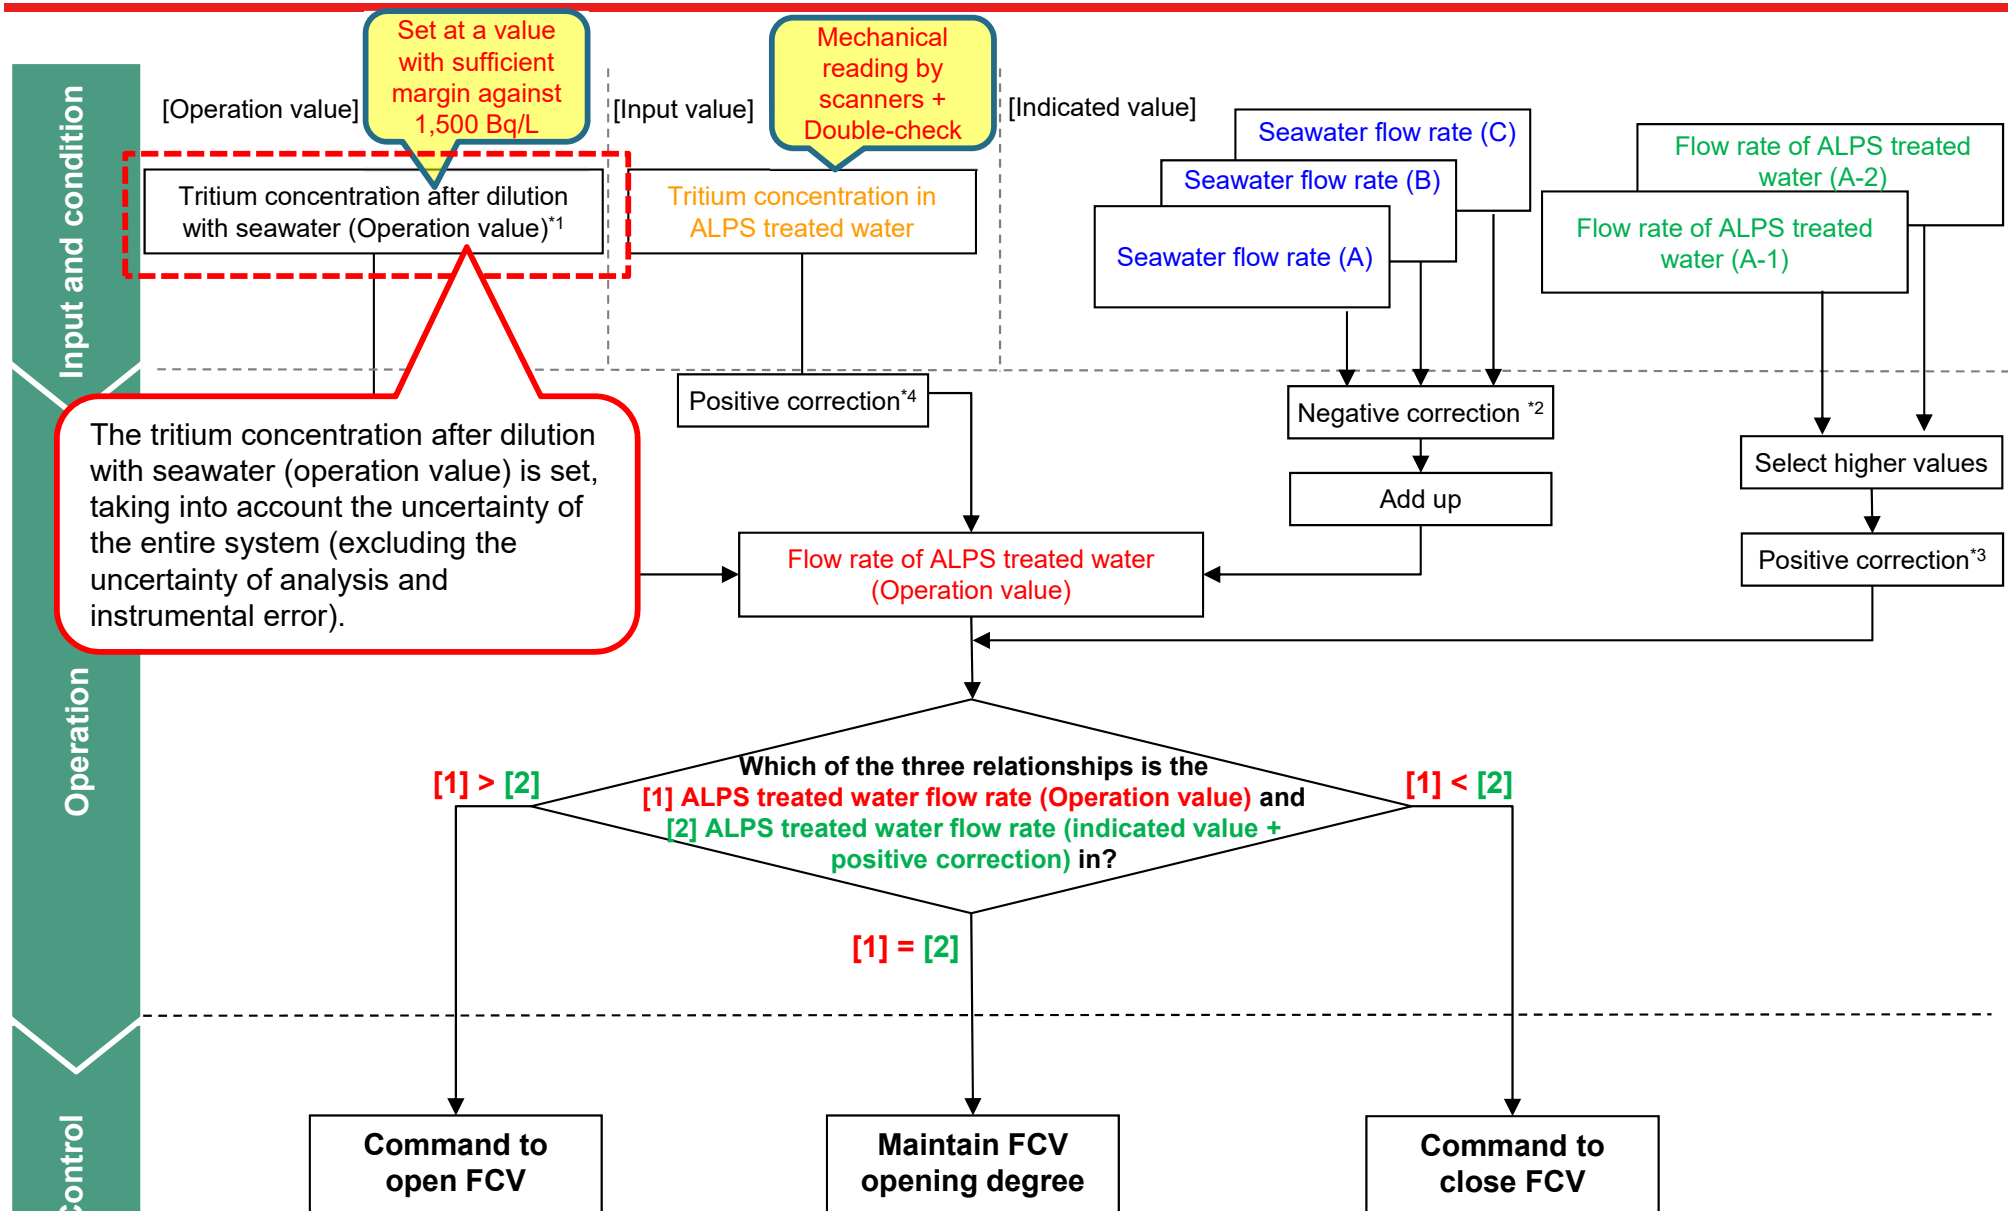 Set at a value
with sufficient
margin against
1,500 Bq/L
Mechanical
reading by
scanners +
Double-check
[Operation value]
[Input value]
[Indicated value]
Input and condition
Tritium concentration after dilution
with seawater (Operation value)*1
Tritium concentration in
ALPS treated water
Seawater flow rate (C)
Seawater flow rate (B)
Seawater flow rate (A)
Flow rate of ALPS treated
water (A-2)
Flow rate of ALPS treated
water (A-1)
Positive correction*4
Negative correction *2
Add up
Select higher values
Positive correction*3
The tritium concentration after dilution
with seawater (operation value) is set,
taking into account the uncertainty of
the entire system (excluding the
uncertainty of analysis and
instrumental error).
Flow rate of ALPS treated water
(Operation value)
Operation
[1] > [2]
Which of the three relationships is the
[1] ALPS treated water flow rate (Operation value) and
[2] ALPS treated water flow rate (indicated value +
positive correction) in?
[1] < [2]
[1] = [2]
Control
Command to
open FCV
Maintain FCV
opening degree
Command to
close FCV